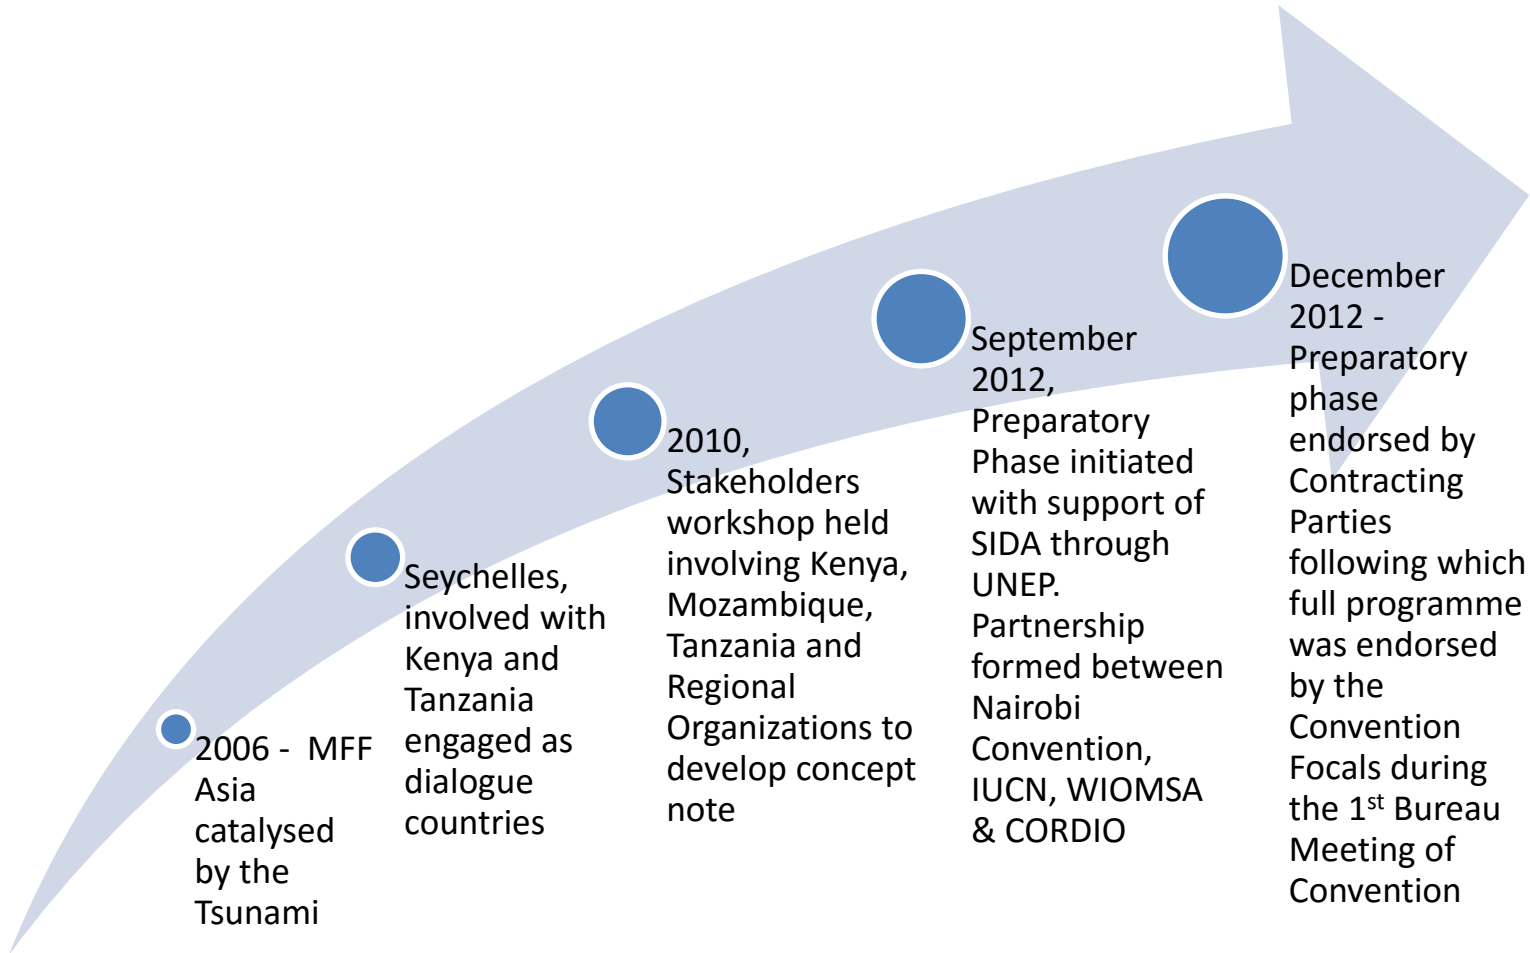 2006 -  MFF
Asia
catalysed
by the
Tsunami
Seychelles,
involved with
Kenya and
Tanzania
engaged as
dialogue
countries
2010,
Stakeholders
workshop held
involving Kenya,
Mozambique,
Tanzania and
Regional
Organizations to
develop concept
note
September
2012,
Preparatory
Phase initiated
with support of
SIDA through
UNEP.
Partnership
formed between
Nairobi
Convention,
IUCN, WIOMSA
& CORDIO
December
2012 -
Preparatory
phase
endorsed by
Contracting
Parties
following which
full programme
was endorsed
by the
Convention
Focals during
the 1st Bureau
Meeting of
Convention